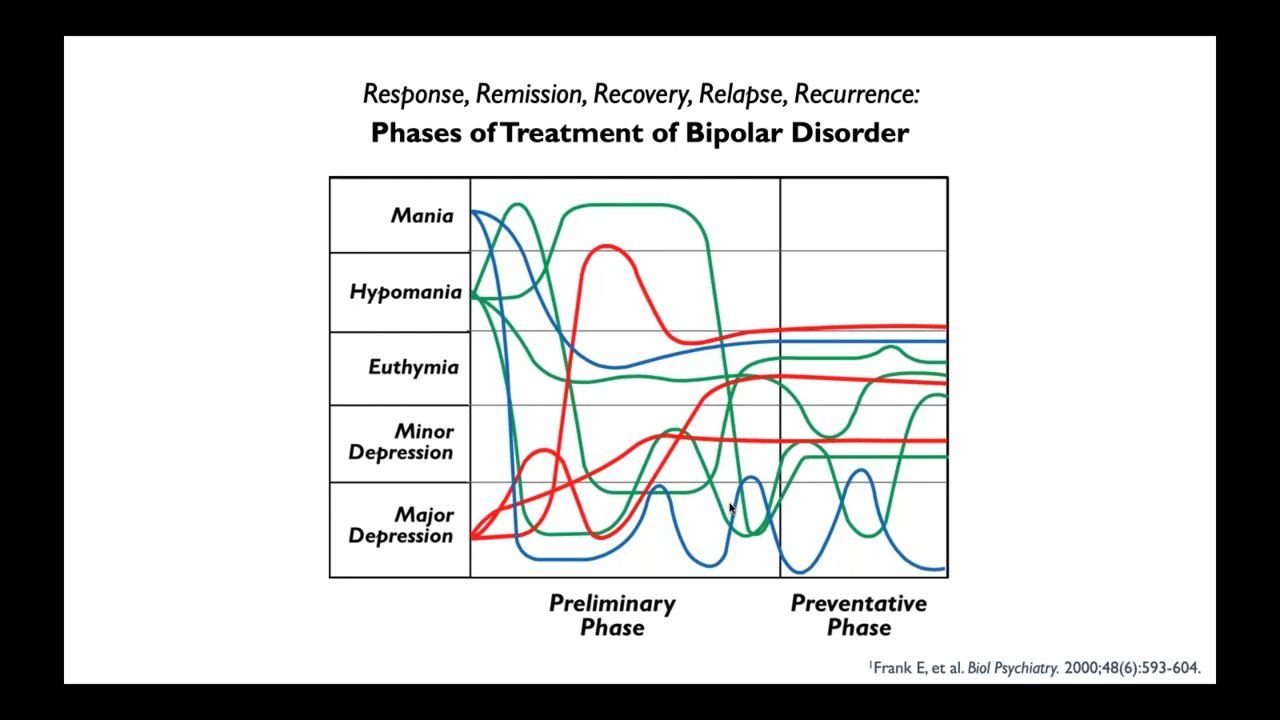 Response, Remission, Recovery, Relapse, Recurrence:
Phases of Treatment of Bipolar Disorder
Mania
Hypomania
Euthymia
Minor
Depression
Major
Depression
Preliminary
Phase
Preventative
Phase
¹Frank E, et al. Biol Psychiatry. 2000;48(6):593-604.